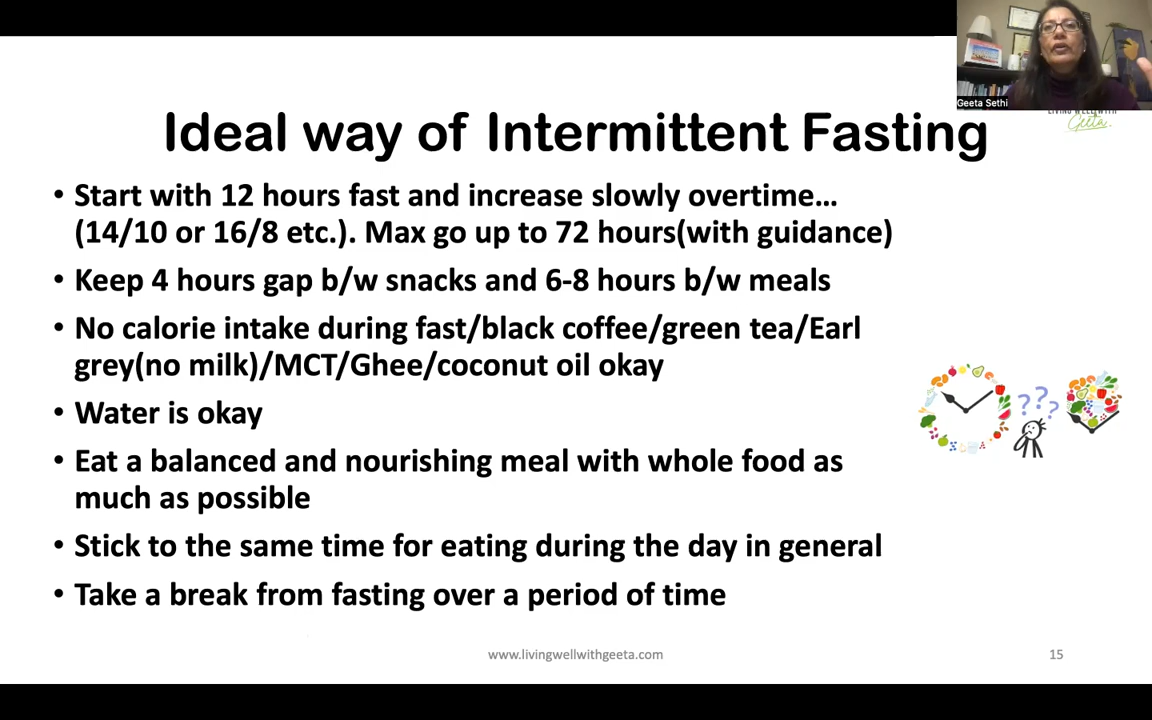 Geeta Sethi
LIVING WELL WITH
Geeta.
Ideal way of Intermittent Fasting
• Start with 12 hours fast and increase slowly overtime…
(14/10 or 16/8 etc.). Max go up to 72 hours(with guidance)
• Keep 4 hours gap b/w snacks and 6-8 hours b/w meals
• No calorie intake during fast/black coffee/green tea/Earl
grey(no milk)/MCT/Ghee/coconut oil okay
• Water is okay
• Eat a balanced and nourishing meal with whole food as
much as possible
• Stick to the same time for eating during the day in general
• Take a break from fasting over a period of time
???
www.livingwellwithgeeta.com
15